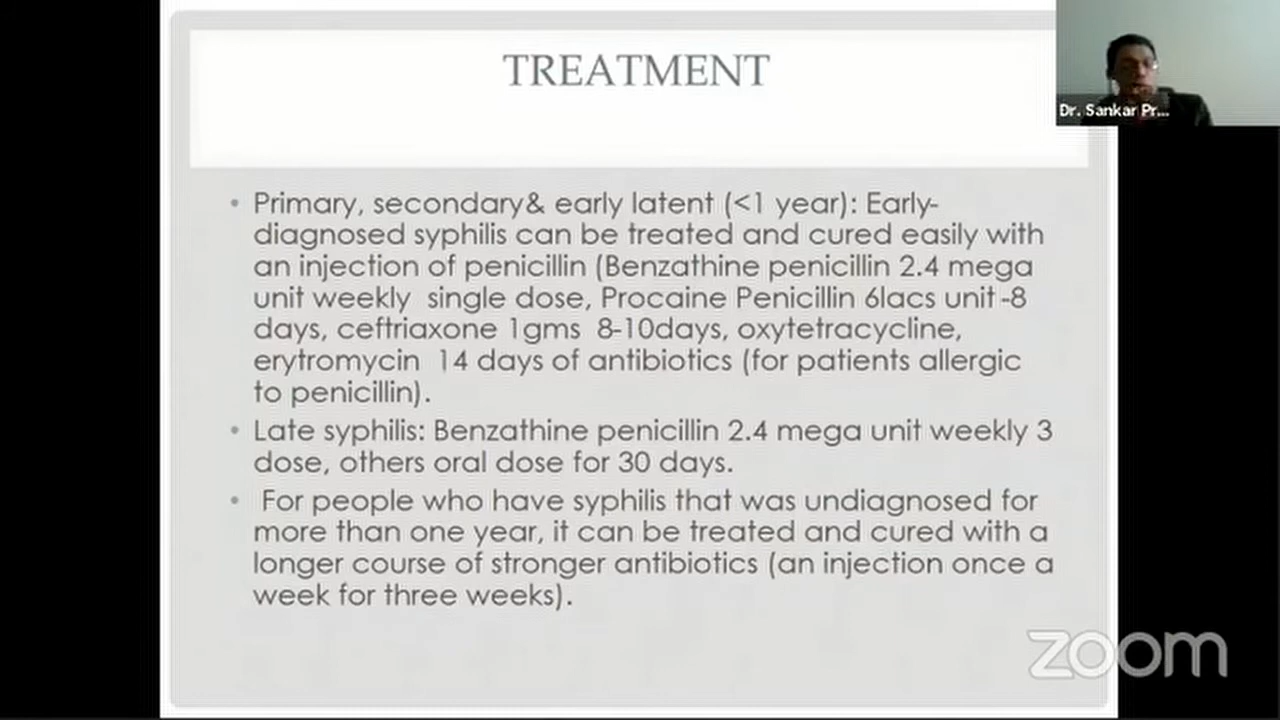 TREATMENT
Dr. Sankar Pr...
• Primary, secondary& early latent (<1 year): Early-
diagnosed syphilis can be treated and cured easily with
an injection of penicillin (Benzathine penicillin 2.4 mega
unit weekly  single dose, Procaine Penicillin 6lacs unit -8
days, ceftriaxone 1gms  8-10days, oxytetracycline,
erytromycin  14 days of antibiotics (for patients allergic
to penicillin).
• Late syphilis: Benzathine penicillin 2.4 mega unit weekly 3
dose, others oral dose for 30 days.
• For people who have syphilis that was undiagnosed for
more than one year, it can be treated and cured with a
longer course of stronger antibiotics (an injection once a
week for three weeks).
zoom